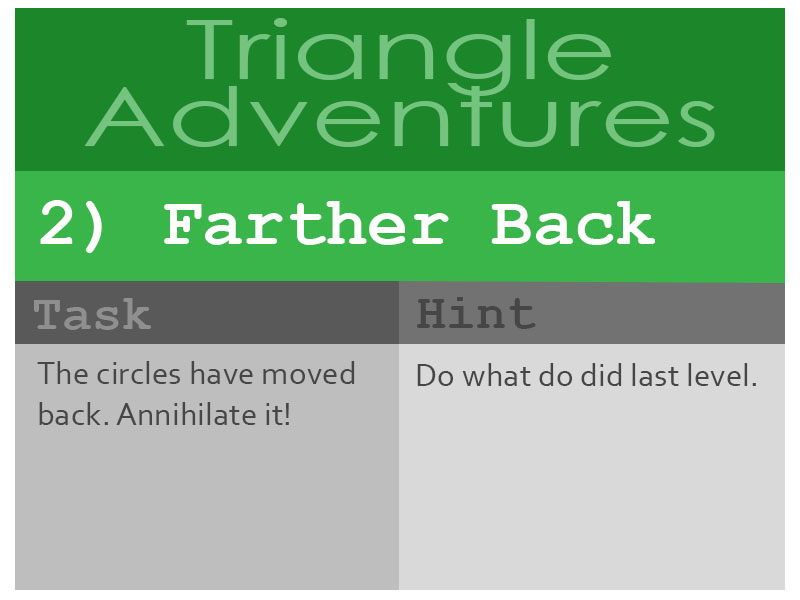 Triangle
Adventures
2) Farther Back
Task
Hint
The circles have moved
back. Annihilate it!
Do what do did last level.